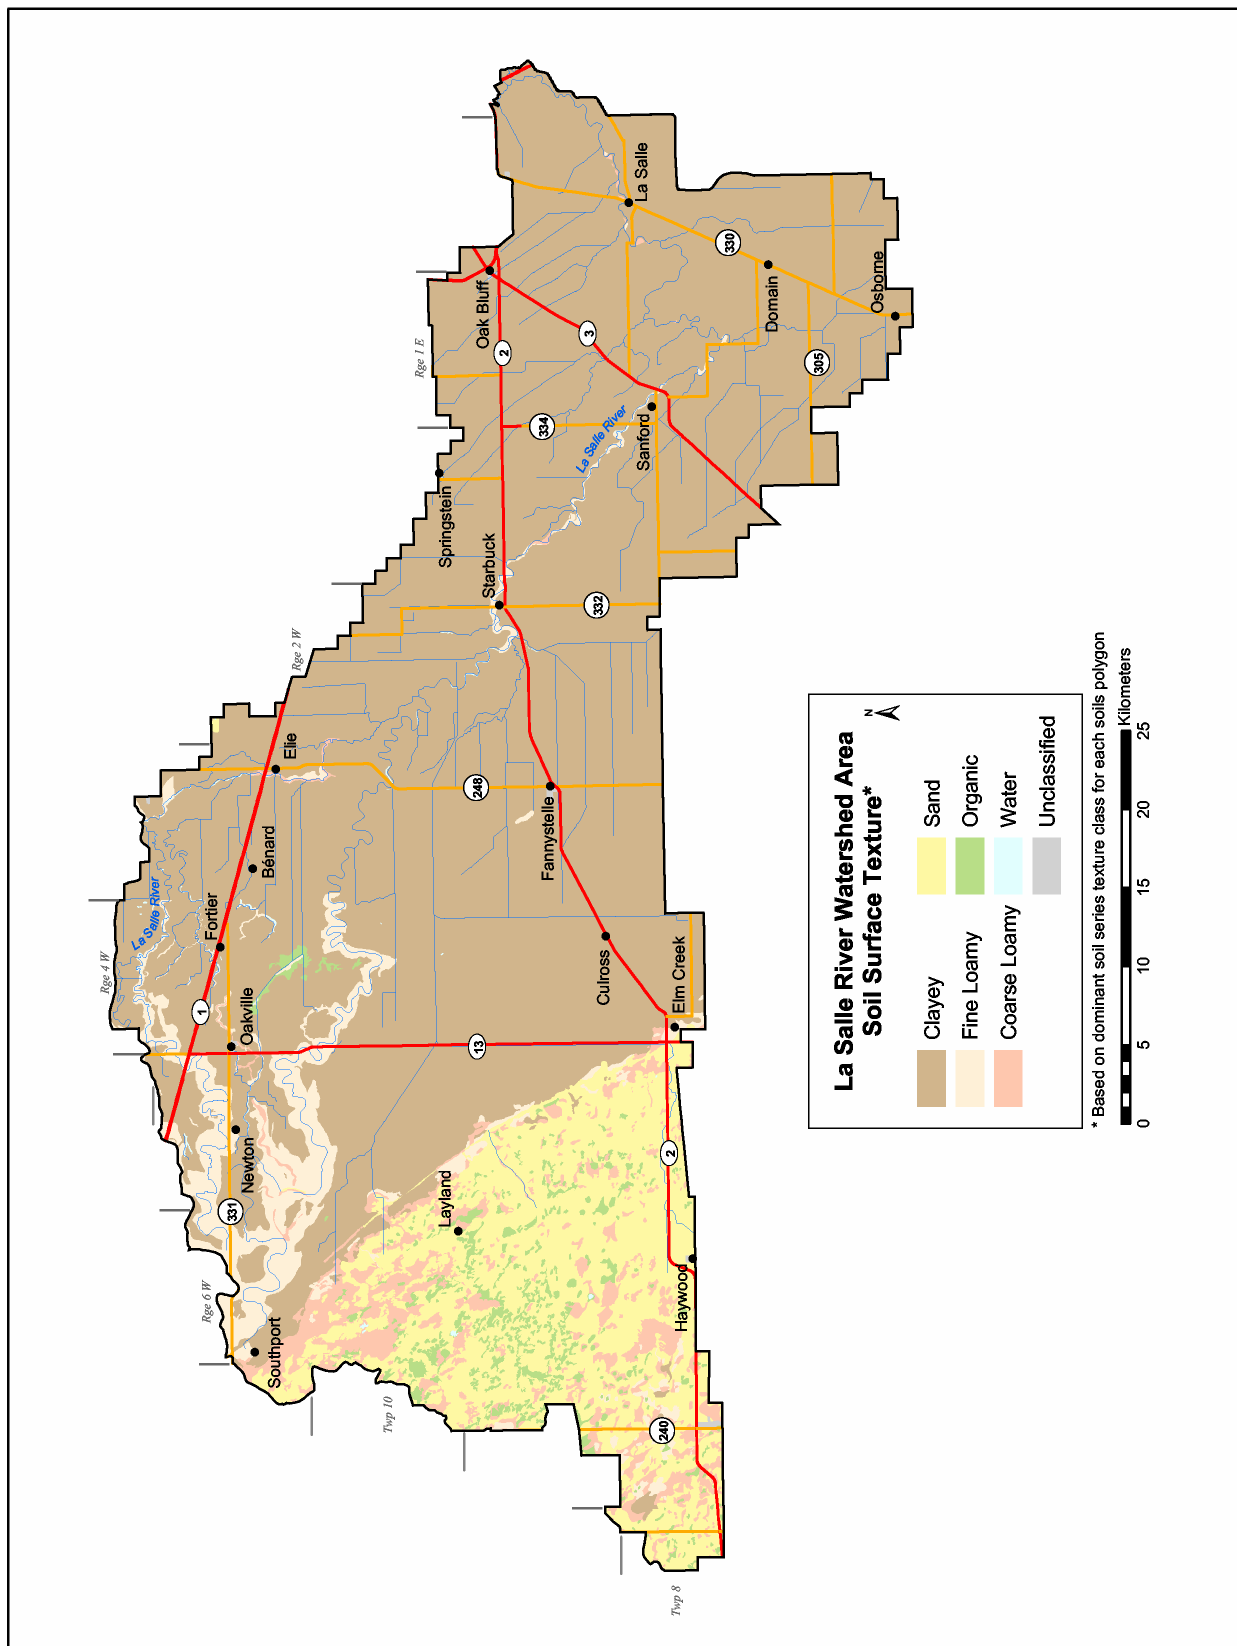 La Salle River Watershed Area
Soil Surface Texture*
N
Clayey
Fine Loamy
Coarse Loamy
Sand
Organic
Water
Unclassified
* Based on dominant soil series texture class for each soils polygon
0
5
10
15
20
25
Kilometers
Rge 6 W
Rge 4 W
Rge 2 W
Rge 1 E
Twp 10
Twp 8
Southport
331
Newton
Oakville
1
Fortier
La Salle River
Bénard
Elie
Layland
13
248
Haywood
240
2
Elm Creek
Culross
Fannystelle
Starbuck
332
Springstein
334
La Salle River
Sanford
2
3
Oak Bluff
La Salle
330
Domain
305
Osborne